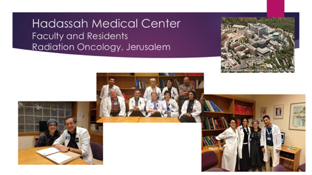 Hadassah Medical Center
Faculty and Residents
Radiation Oncology, Jerusalem